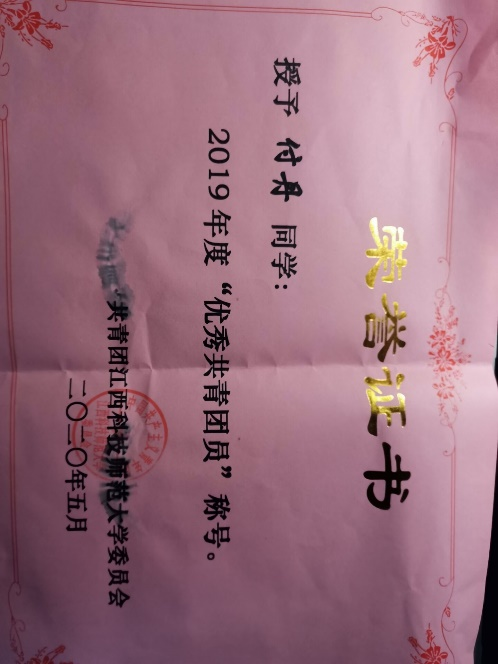 荣誉证书
授予 付丹 同学：
2019年度“优秀共青团员”称号。
共青团江西科技师范大学委员会
二〇二〇年五月